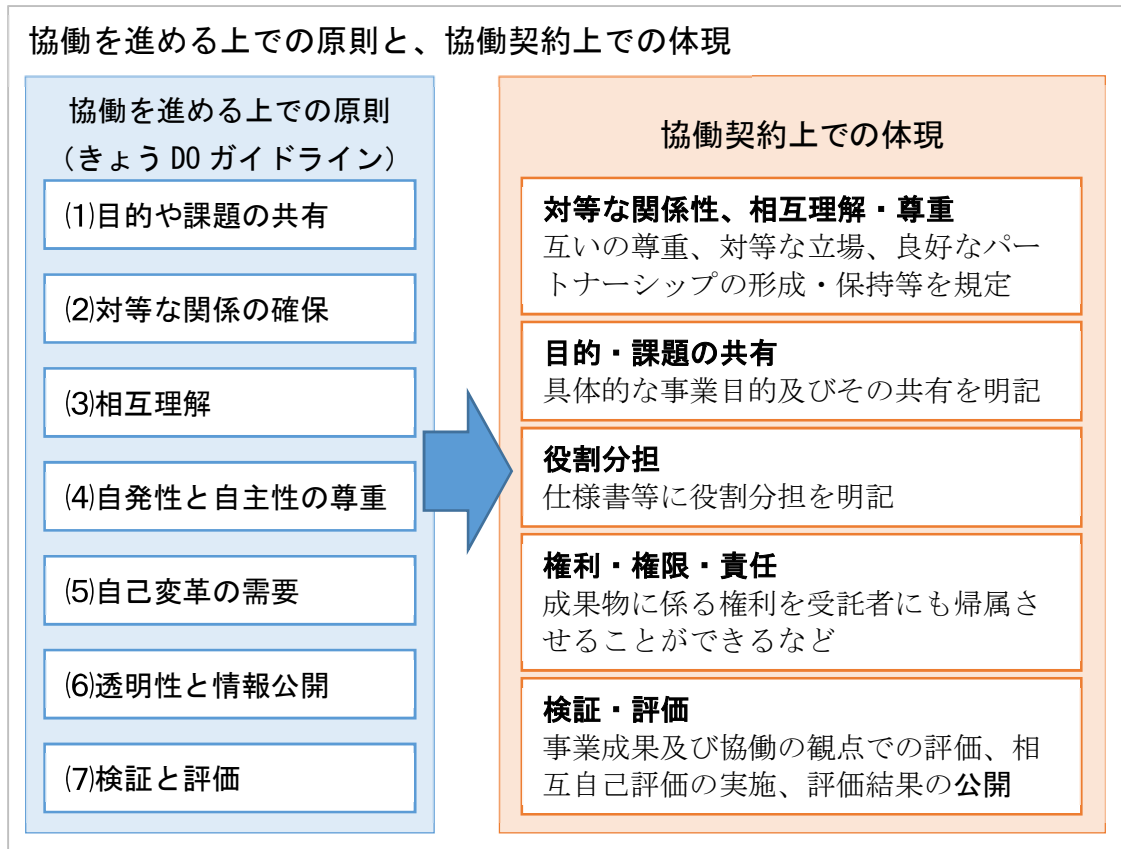 協働を進める上での原則と、協働契約上での体現
協働を進める上での原則
（きょうDOガイドライン）
⑴目的や課題の共有
⑵対等な関係の確保
⑶相互理解
⑷自発性と自主性の尊重
⑸自己変革の需要
⑹透明性と情報公開
⑺検証と評価
協働契約上での体現
対等な関係性、相互理解・尊重
互いの尊重、対等な立場、良好なパー
トナーシップの形成・保持等を規定
目的・課題の共有
具体的な事業目的及びその共有を明記
役割分担
仕様書等に役割分担を明記
権利・権限・責任
成果物に係る権利を受託者にも帰属さ
せることができるなど
検証・評価
事業成果及び協働の観点での評価、相
互自己評価の実施、評価結果の公開